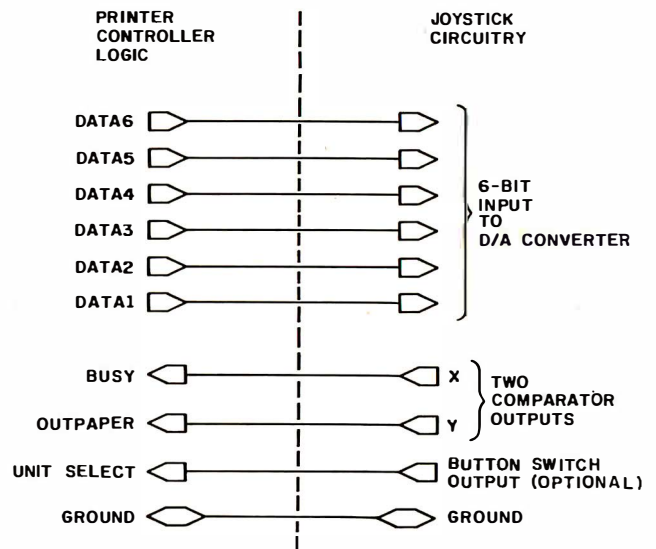 PRINTER
CONTROLLER
LOGIC
JOYSTICK
CIRCUITRY
DATA6
DATA5
DATA4
DATA3
DATA2
DATA1
6-BIT
INPUT
TO
D/A CONVERTER
BUSY
X
OUTPAPER
Y
TWO
COMPARATOR
OUTPUTS
UNIT SELECT
BUTTON SWITCH
OUTPUT (OPTIONAL)
GROUND
GROUND